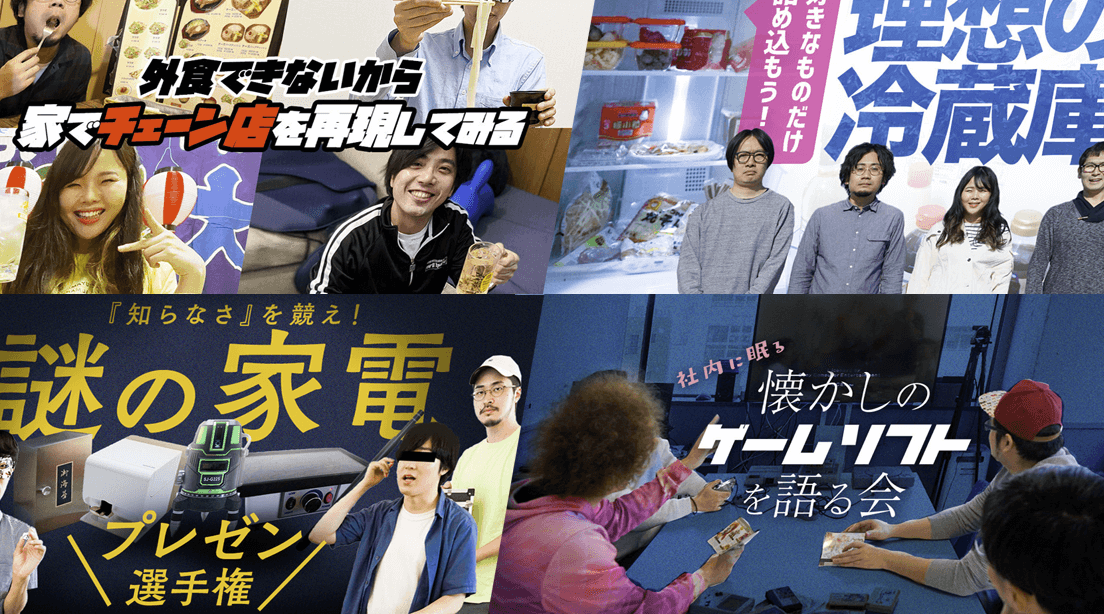 外食できないから
家でチェーン店を再現してみる
好きなものだけ
詰め込もう！
理想の
冷蔵庫
『知らなさ』を競え！
謎の家電
プレゼン
選手権
社内に眠る
懐かしの
ゲームソフト
を語る会